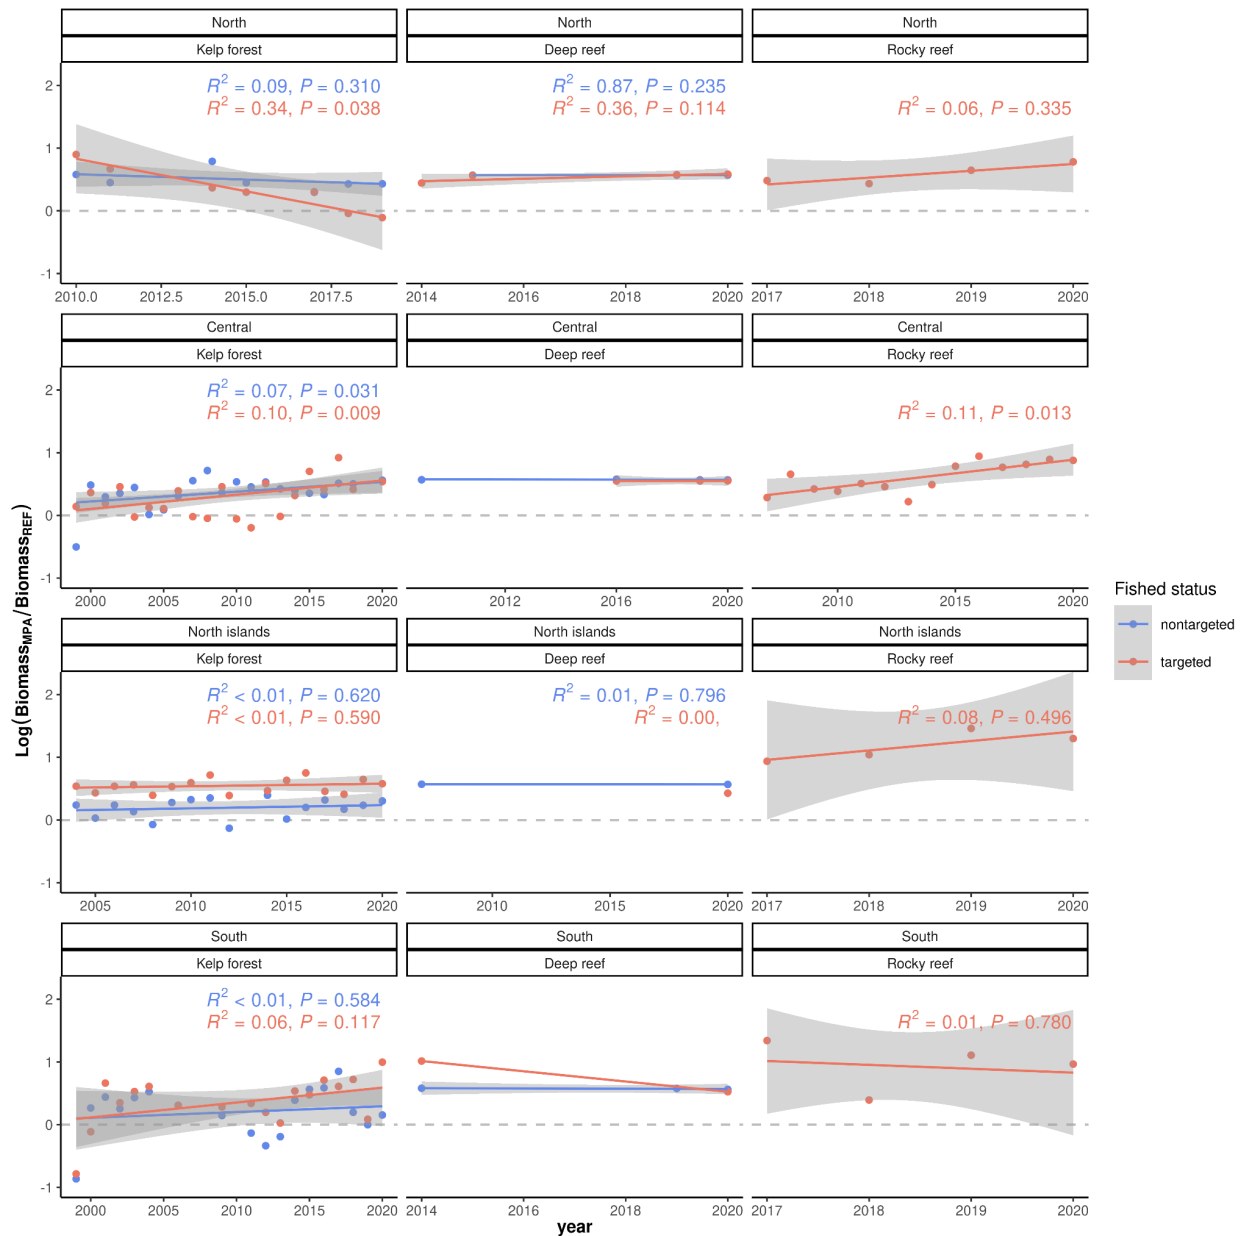 North North North
Kelp forest Deep reef Rocky reef
R² = 0.09, P = 0.310 R² = 0.87, P = 0.235
R² = 0.34, P = 0.038 R² = 0.36, P = 0.114 R² = 0.06, P = 0.335
2
1
0
-1
2010.0 2012.5 2015.0 2017.5 2014 2016 2018 2020 2017 2018 2019 2020
Central Central Central
Kelp forest Deep reef Rocky reef
R² = 0.07, P = 0.031
R² = 0.10, P = 0.009 R² = 0.11, P = 0.013
2
1
0
-1
2000 2005 2010 2015 2020 2012 2016 2020 2010 2015 2020
Log(Biomass_MPA/Biomass_REF)
Fished status
nontargeted
targeted
North islands North islands North islands
Kelp forest Deep reef Rocky reef
R² < 0.01, P = 0.620 R² = 0.01, P = 0.796
R² < 0.01, P = 0.590 R² = 0.00, R² = 0.08, P = 0.496
2
1
0
-1
2005 2010 2015 2020 2010 2015 2020 2017 2018 2019 2020
South South South
Kelp forest Deep reef Rocky reef
R² < 0.01, P = 0.584
R² = 0.06, P = 0.117 R² = 0.01, P = 0.780
2
1
0
-1
2000 2005 2010 2015 2020 2014 2016 2018 2020 2017 2018 2019 2020
year